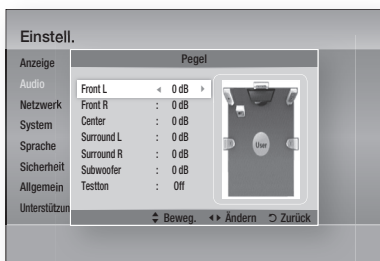 Einstell.
Anzeige
Audio
Netzwerk
System
Sprache
Sicherheit
Allgemein
Unterstützun
Pegel
Front L ◂ 0 dB ▸
Front R : 0 dB
Center : 0 dB
Surround L : 0 dB
Surround R : 0 dB
Subwoofer : 0 dB
Testton : Off
User
Beweg. Ändern Zurück